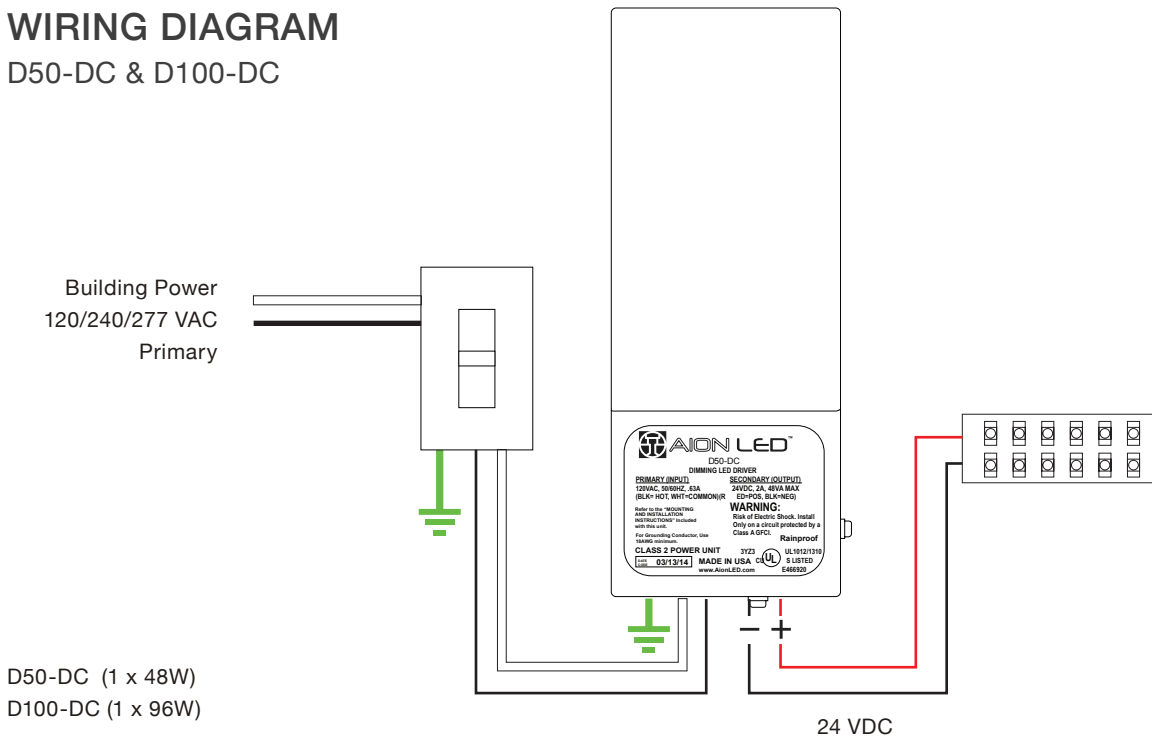 WIRING DIAGRAM
D50-DC & D100-DC
Building Power
120/240/277 VAC
Primary
AION LED™
D50-DC
DIMMING LED DRIVER
PRIMARY (INPUT)
120VAC, 50/60HZ, .63A
(BLK= HOT, WHT=COMMON)(R
SECONDARY (OUTPUT)
24VDC, 2A, 48VA MAX
ED=POS, BLK=NEG)
Refer to the "MOUNTING
AND INSTALLATION
INSTRUCTIONS" Included
with this unit.
For Grounding Conductor, Use
18AWG minimum.
WARNING:
Risk of Electric Shock. Install
Only on a circuit protected by a
Class A GFCI.
Rainproof
CLASS 2 POWER UNIT
3YZ3
UL
UL1012/1310
DATE
CODE
03/13/14
MADE IN USA
S LISTED
www.AionLED.com
E466920
− +
D50-DC (1 x 48W)
D100-DC (1 x 96W)
24 VDC